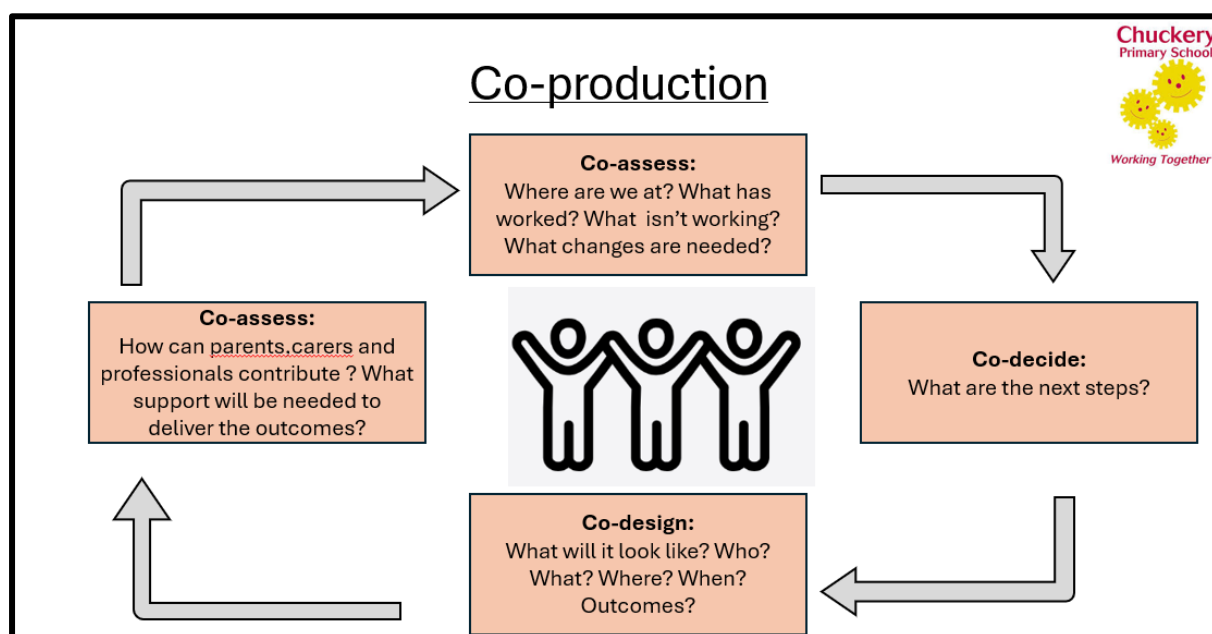 Chuckery
Primary School
Working Together
Co-production
Co-assess:
Where are we at? What has
worked? What isn't working?
What changes are needed?
Co-decide:
What are the next steps?
Co-design:
What will it look like? Who?
What? Where? When?
Outcomes?
Co-assess:
How can parents,carers and
professionals contribute ? What
support will be needed to
deliver the outcomes?